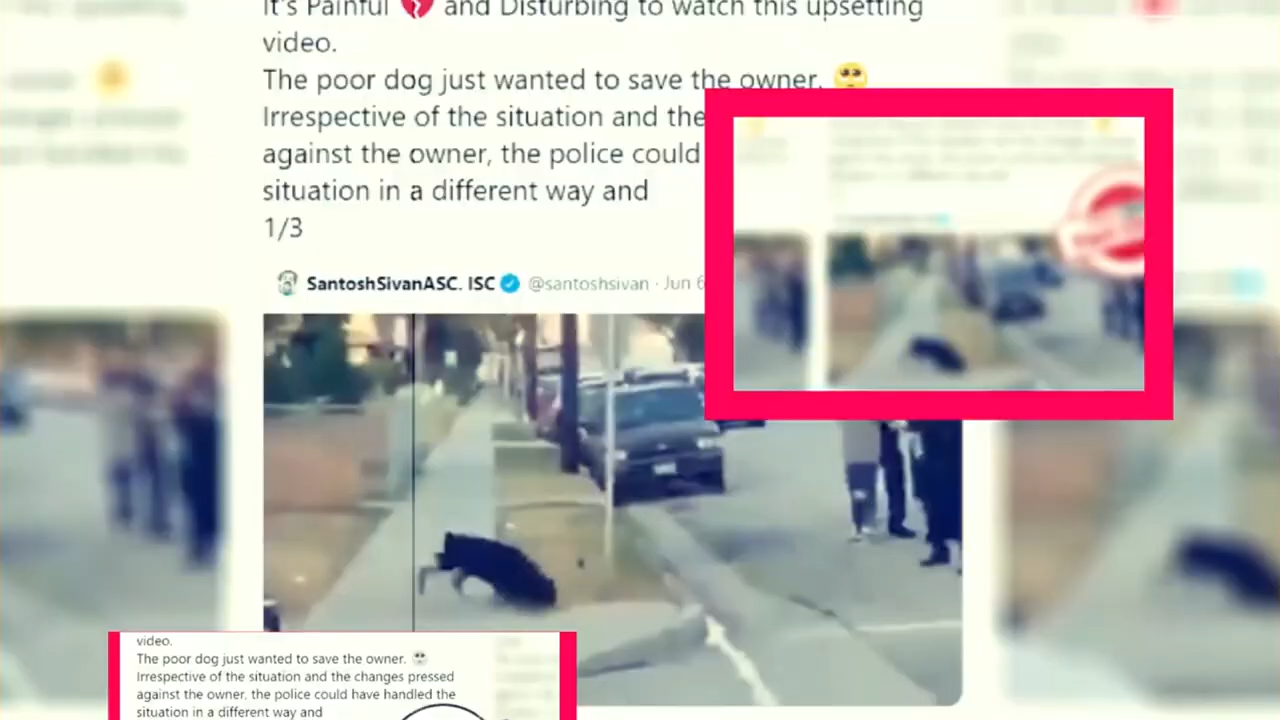 It's Painful 💔 and Disturbing to watch this upsetting
video.
The poor dog just wanted to save the owner. 🥺
Irrespective of the situation and the
against the owner, the police could
situation in a different way and
1/3
SantoshSivanASC. ISC @santoshsivan · Jun 6
video.
The poor dog just wanted to save the owner. 🥺
Irrespective of the situation and the changes pressed
against the owner, the police could have handled the
situation in a different way and